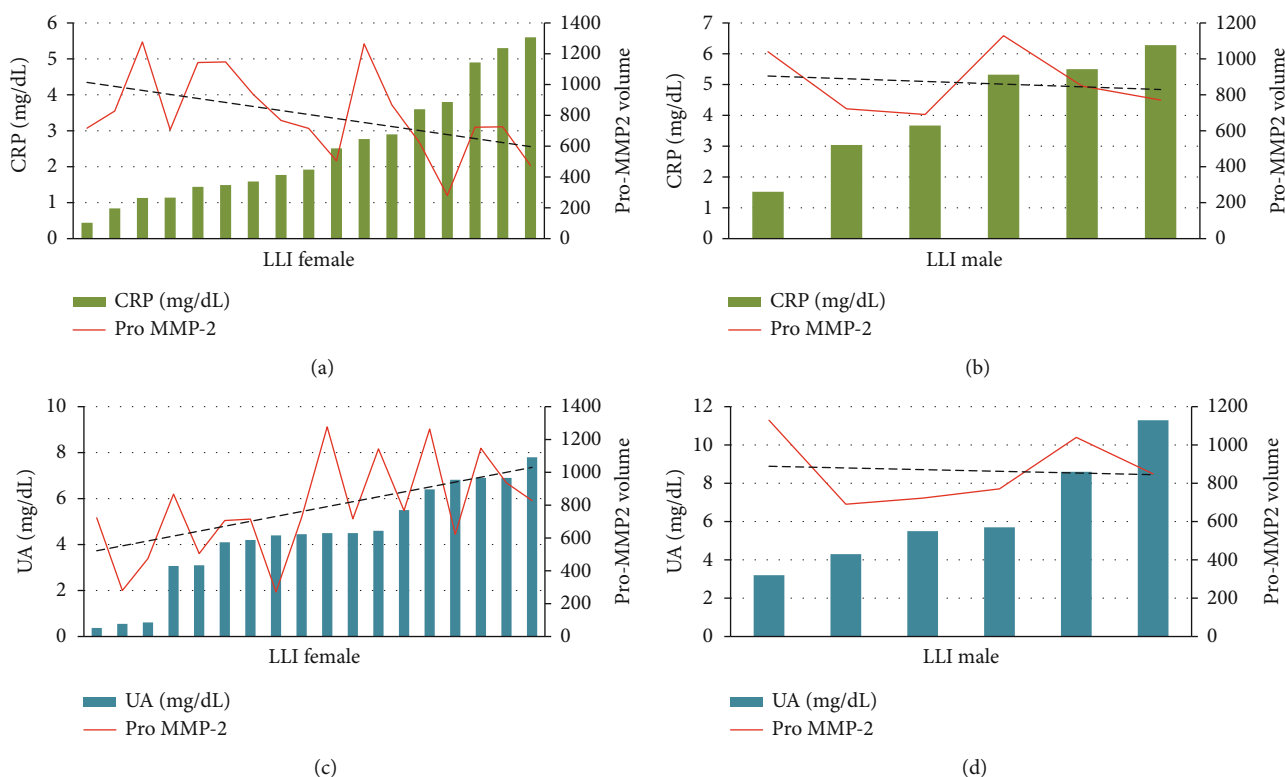 CRP (mg/dL)
6
5
4
3
2
1
0
1400
1200
1000
800
600
400
200
0
Pro-MMP2 volume
LLI female
CRP (mg/dL)
Pro MMP-2
(a)
CRP (mg/dL)
7
6
5
4
3
2
1
0
1200
1000
800
600
400
200
0
Pro-MMP2 volume
LLI male
CRP (mg/dL)
Pro MMP-2
(b)
UA (mg/dL)
10
8
6
4
2
0
1400
1200
1000
800
600
400
200
0
Pro-MMP2 volume
LLI female
UA (mg/dL)
Pro MMP-2
(c)
UA (mg/dL)
12
10
8
6
4
2
0
1200
1000
800
600
400
200
0
Pro-MMP2 volume
LLI male
UA (mg/dL)
Pro MMP-2
(d)